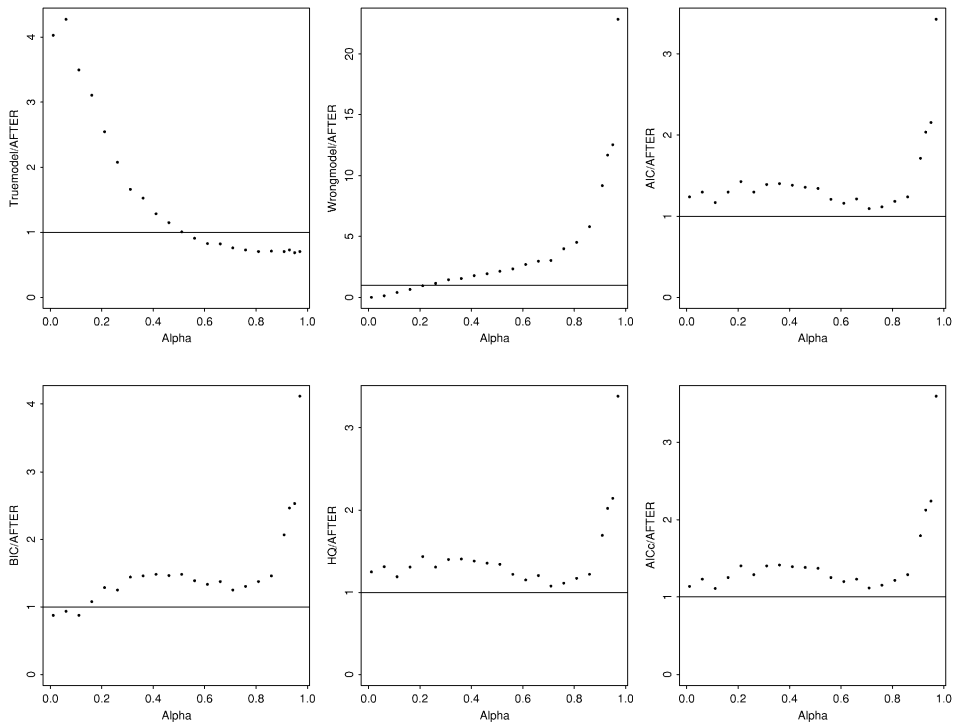 Truemodel/AFTER
0 1 2 3 4
0.0 0.2 0.4 0.6 0.8 1.0
Alpha
Wrongmodel/AFTER
0 5 10 15 20
0.0 0.2 0.4 0.6 0.8 1.0
Alpha
AIC/AFTER
0 1 2 3
0.0 0.2 0.4 0.6 0.8 1.0
Alpha
BIC/AFTER
0 1 2 3 4
0.0 0.2 0.4 0.6 0.8 1.0
Alpha
HQ/AFTER
0 1 2 3
0.0 0.2 0.4 0.6 0.8 1.0
Alpha
AICc/AFTER
0 1 2 3
0.0 0.2 0.4 0.6 0.8 1.0
Alpha